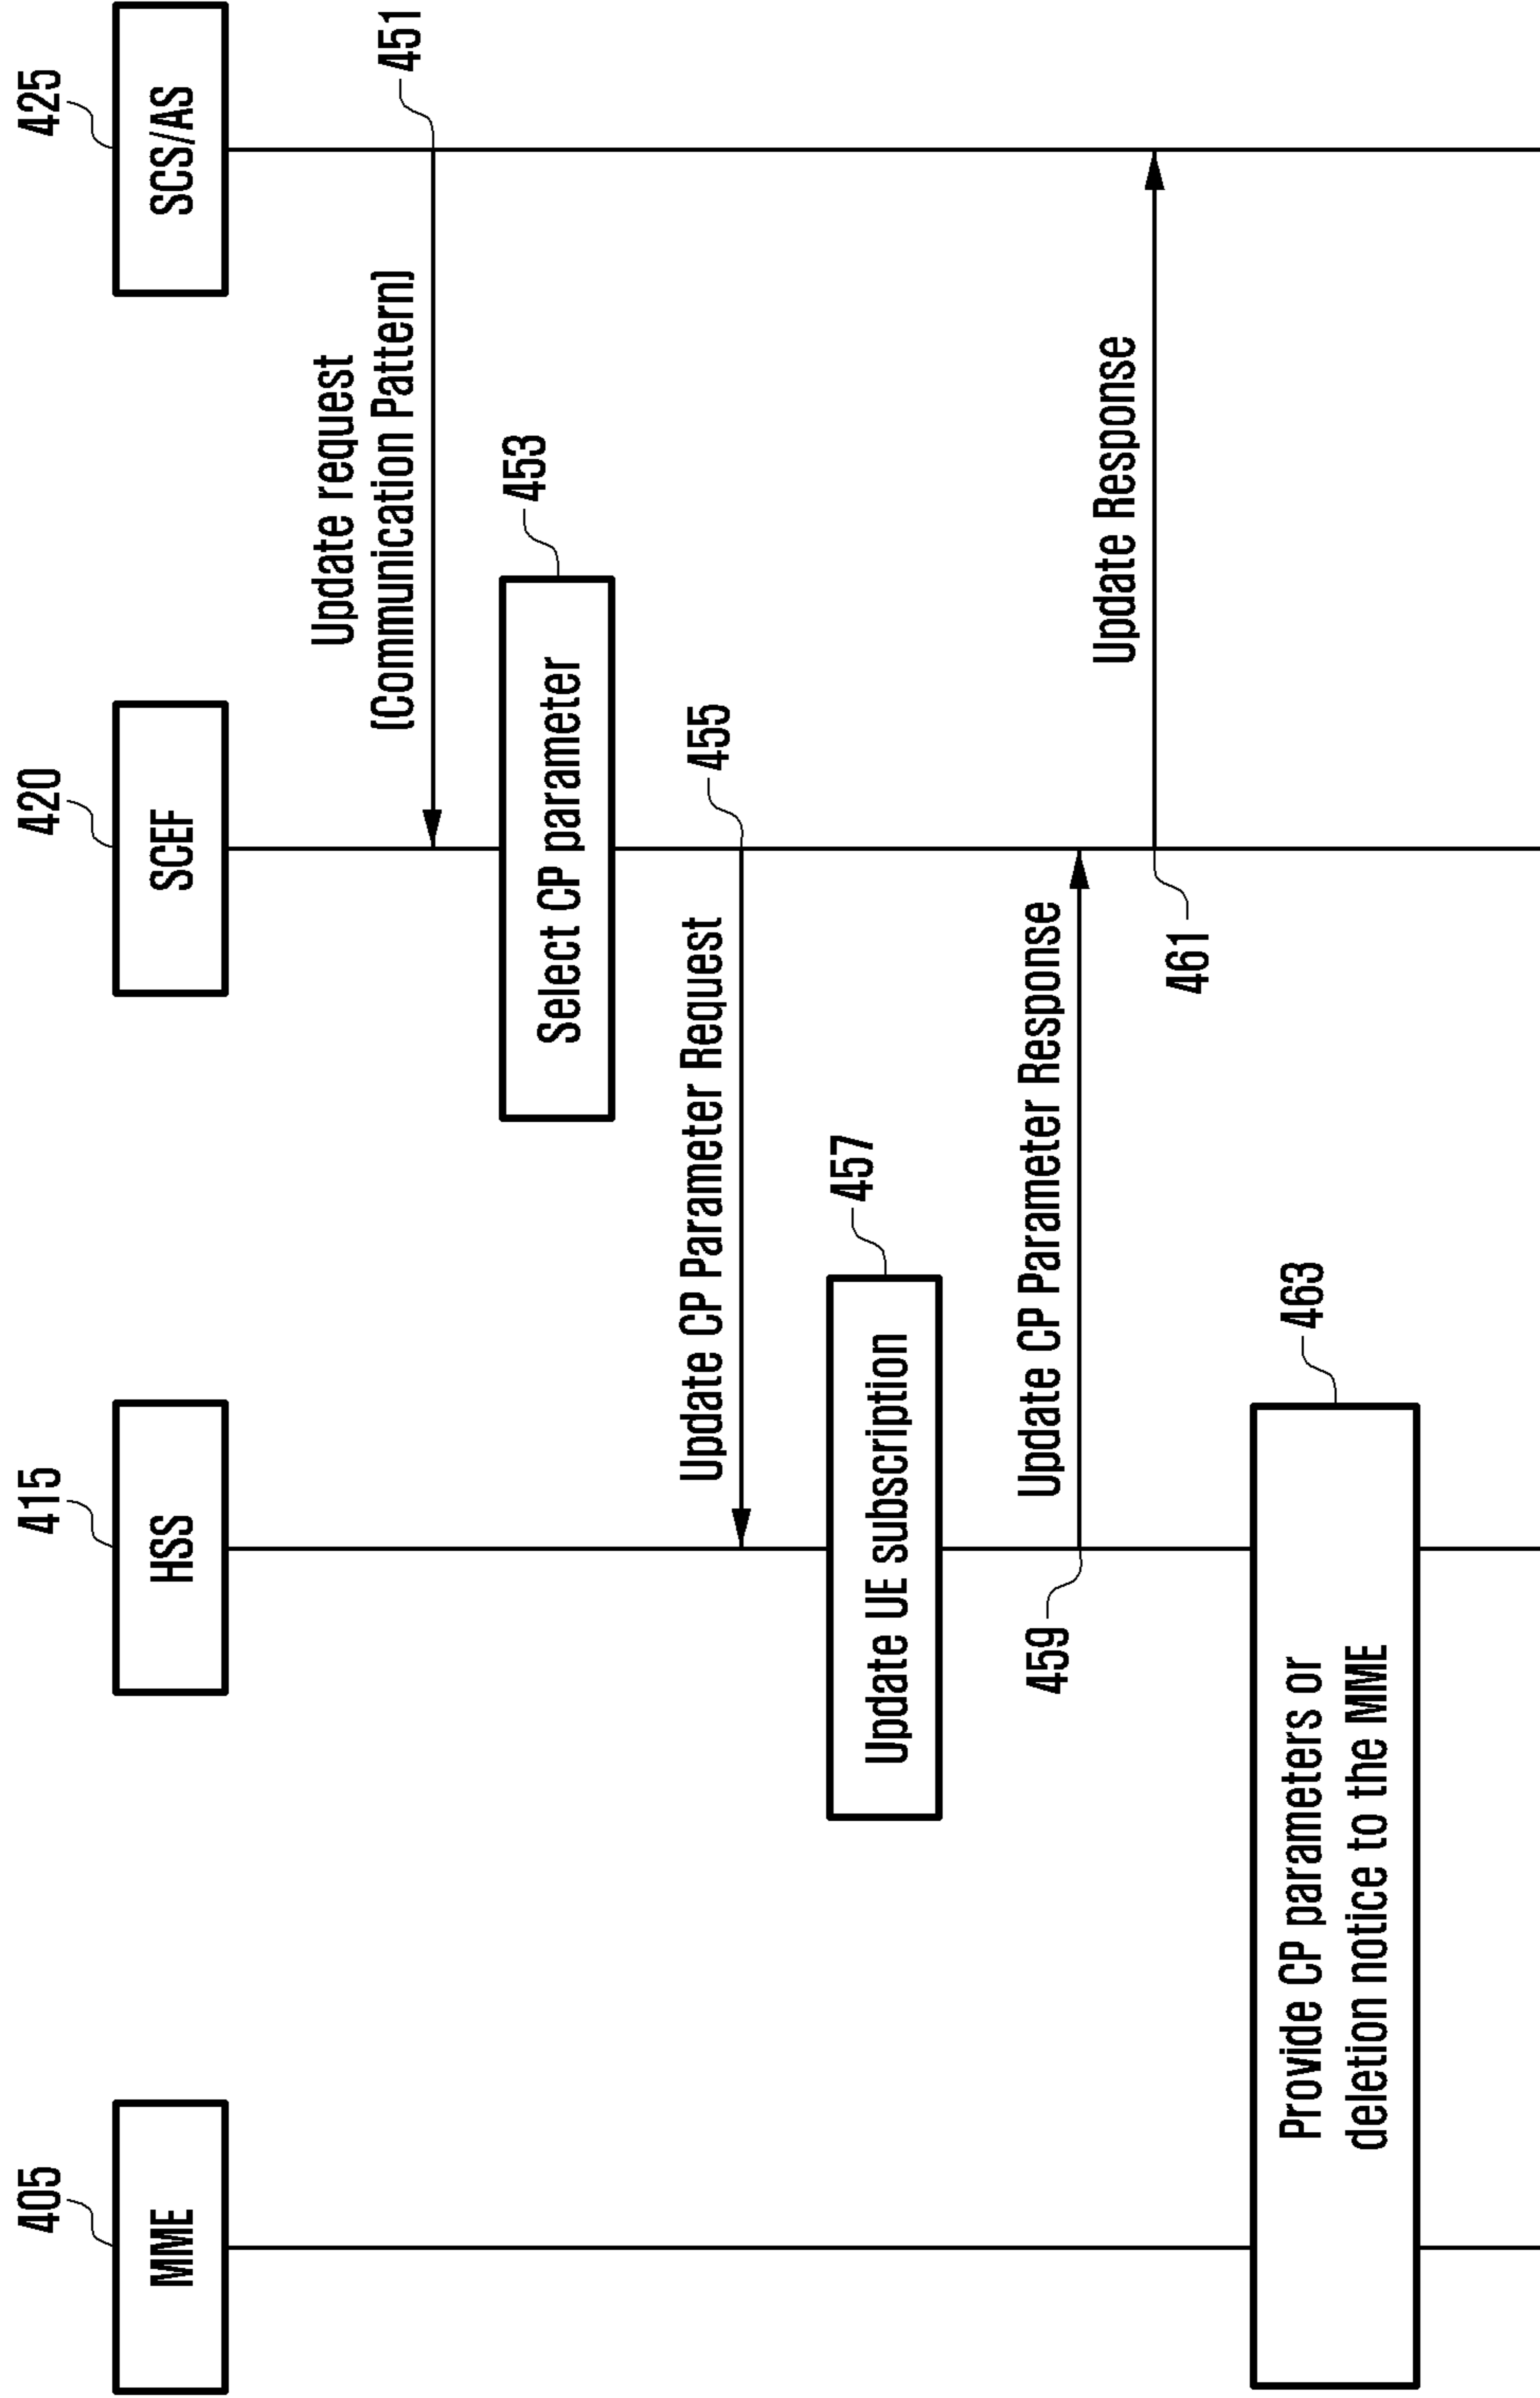 405
415
420
425
MME
HSS
SCEF
SCS/AS
Update request
(Communication Pattern)
451
Select CP parameter
453
Update CP Parameter Request
455
Update UE subscription
457
Update CP Parameter Response
459
Update Response
461
Provide CP parameters or
deletion notice to the MME
463